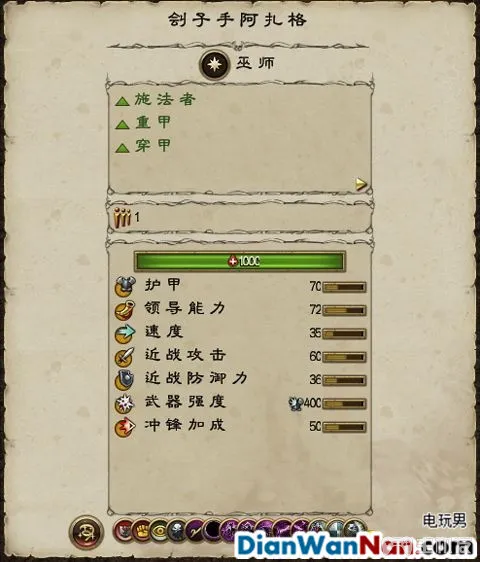 刽子手阿扎格
巫师
施法者
重甲
穿甲
1
1000
护甲 70
领导能力 72
速度 35
近战攻击 60
近战防御力 36
武器强度 400
冲锋加成 50
电玩男
DianWanNan.com